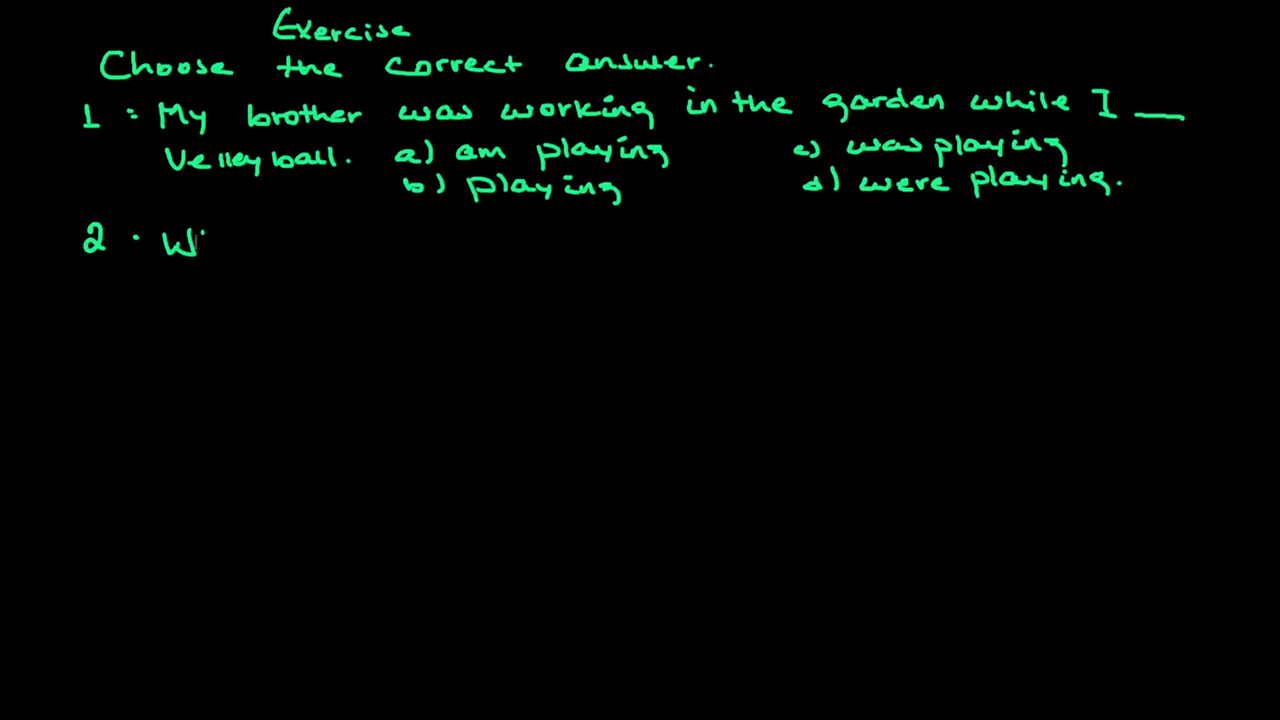 Exercise
Choose the correct answer.
1 : My brother was working in the garden while I __
Velleyball. a) am playing c) was playing
b) playing d) were playing.
2 . W